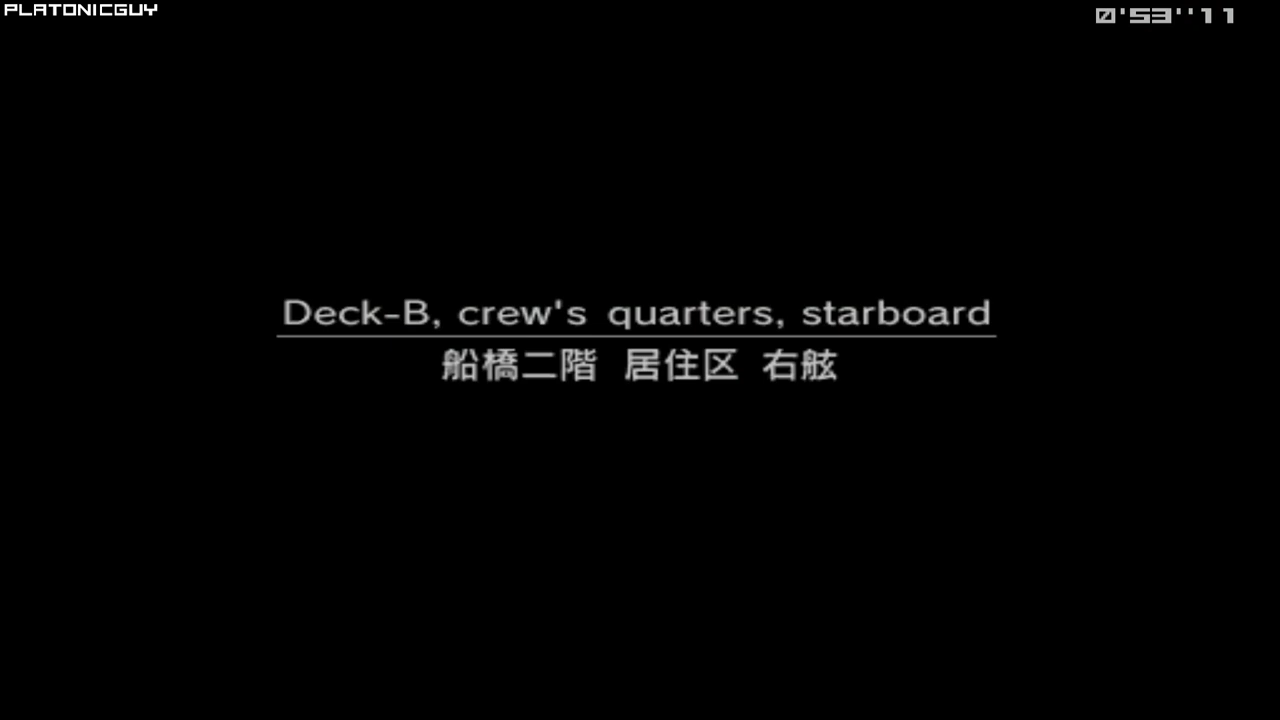 PLATONICGUY
0'53''11
Deck-B, crew's quarters, starboard
船橋二階 居住区 右舷